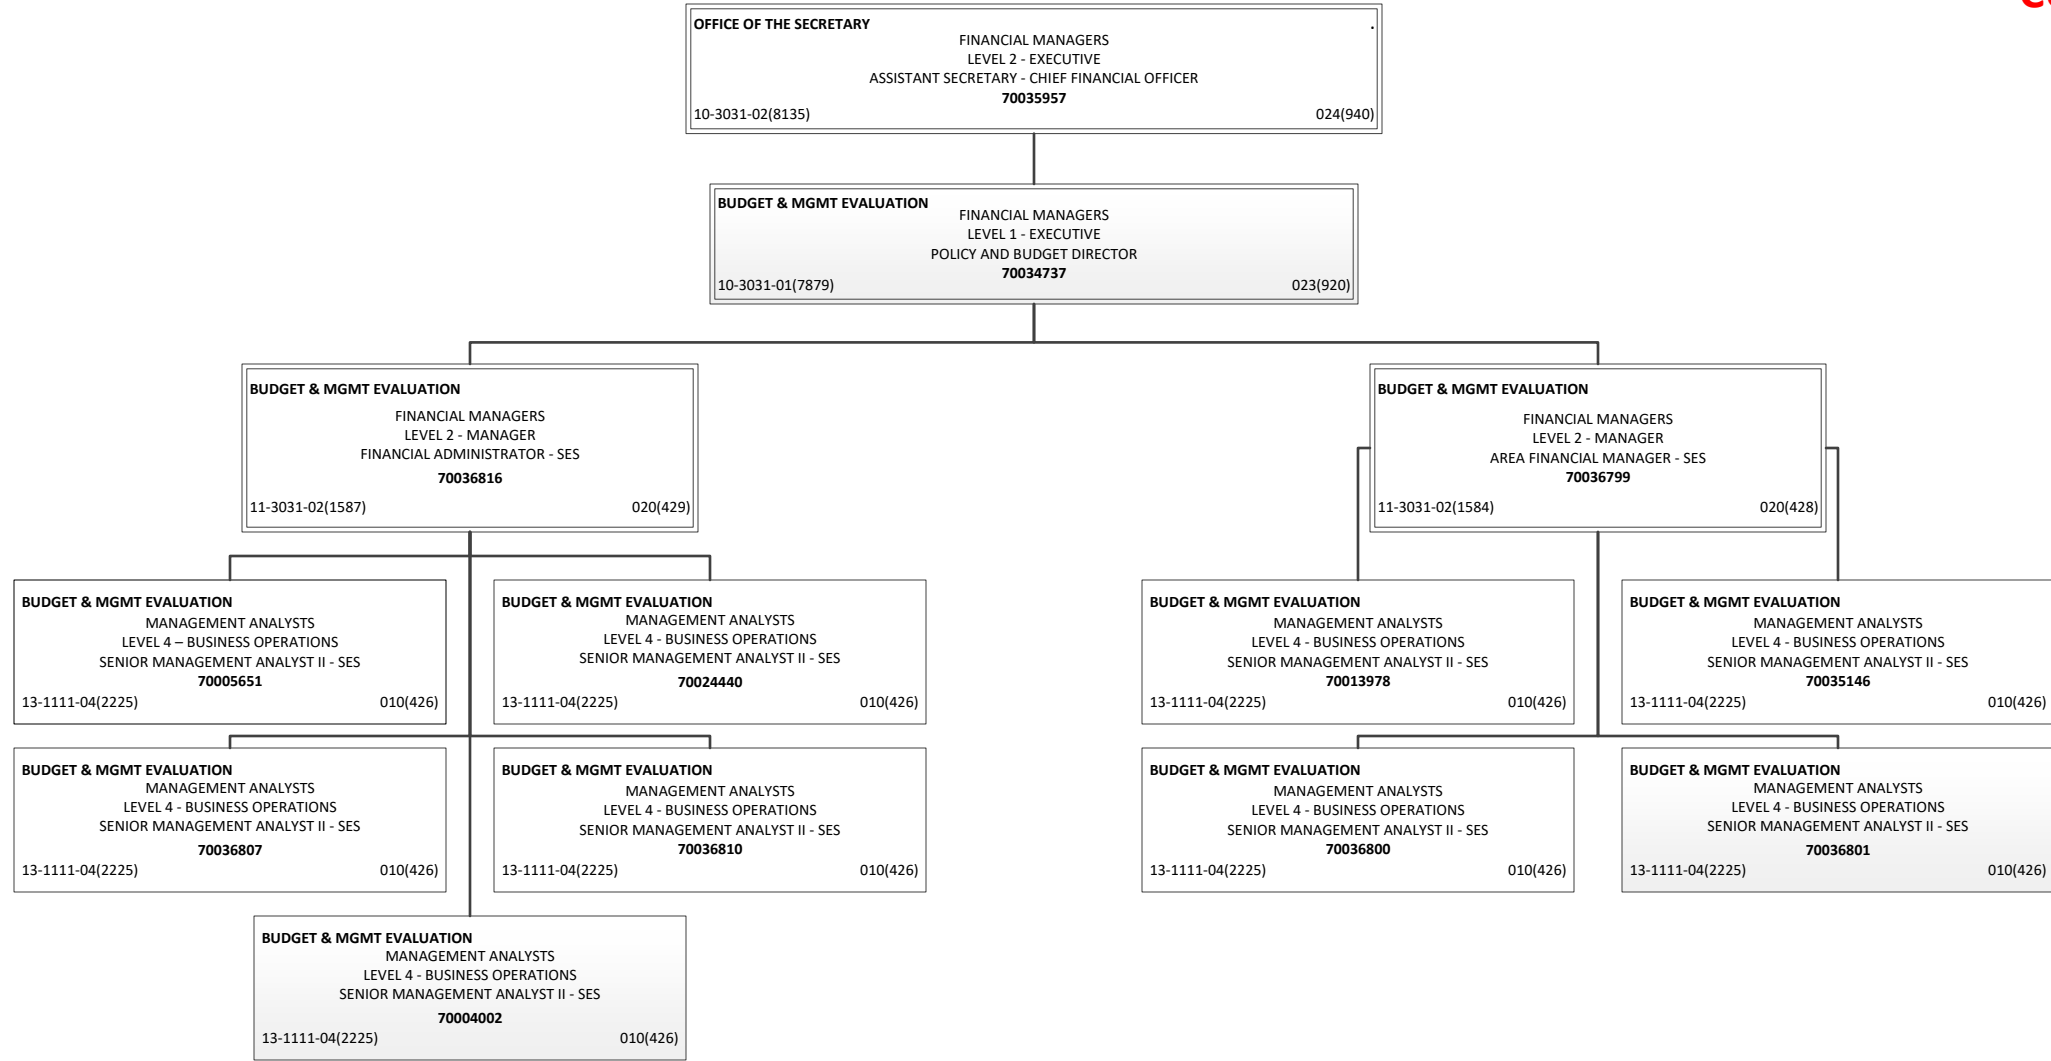 OFFICE OF THE SECRETARY .
FINANCIAL MANAGERS
LEVEL 2 - EXECUTIVE
ASSISTANT SECRETARY - CHIEF FINANCIAL OFFICER
70035957
10-3031-02(8135) 024(940)
BUDGET & MGMT EVALUATION
FINANCIAL MANAGERS
LEVEL 1 - EXECUTIVE
POLICY AND BUDGET DIRECTOR
70034737
10-3031-01(7879) 023(920)
BUDGET & MGMT EVALUATION
FINANCIAL MANAGERS
LEVEL 2 - MANAGER
FINANCIAL ADMINISTRATOR - SES
70036816
11-3031-02(1587) 020(429)
BUDGET & MGMT EVALUATION
FINANCIAL MANAGERS
LEVEL 2 - MANAGER
AREA FINANCIAL MANAGER - SES
70036799
11-3031-02(1584) 020(428)
BUDGET & MGMT EVALUATION
MANAGEMENT ANALYSTS
LEVEL 4 – BUSINESS OPERATIONS
SENIOR MANAGEMENT ANALYST II - SES
70005651
13-1111-04(2225) 010(426)
BUDGET & MGMT EVALUATION
MANAGEMENT ANALYSTS
LEVEL 4 - BUSINESS OPERATIONS
SENIOR MANAGEMENT ANALYST II - SES
70024440
13-1111-04(2225) 010(426)
BUDGET & MGMT EVALUATION
MANAGEMENT ANALYSTS
LEVEL 4 - BUSINESS OPERATIONS
SENIOR MANAGEMENT ANALYST II - SES
70013978
13-1111-04(2225) 010(426)
BUDGET & MGMT EVALUATION
MANAGEMENT ANALYSTS
LEVEL 4 - BUSINESS OPERATIONS
SENIOR MANAGEMENT ANALYST II - SES
70035146
13-1111-04(2225) 010(426)
BUDGET & MGMT EVALUATION
MANAGEMENT ANALYSTS
LEVEL 4 - BUSINESS OPERATIONS
SENIOR MANAGEMENT ANALYST II - SES
70036807
13-1111-04(2225) 010(426)
BUDGET & MGMT EVALUATION
MANAGEMENT ANALYSTS
LEVEL 4 - BUSINESS OPERATIONS
SENIOR MANAGEMENT ANALYST II - SES
70036810
13-1111-04(2225) 010(426)
BUDGET & MGMT EVALUATION
MANAGEMENT ANALYSTS
LEVEL 4 - BUSINESS OPERATIONS
SENIOR MANAGEMENT ANALYST II - SES
70036800
13-1111-04(2225) 010(426)
BUDGET & MGMT EVALUATION
MANAGEMENT ANALYSTS
LEVEL 4 - BUSINESS OPERATIONS
SENIOR MANAGEMENT ANALYST II - SES
70036801
13-1111-04(2225) 010(426)
BUDGET & MGMT EVALUATION
MANAGEMENT ANALYSTS
LEVEL 4 - BUSINESS OPERATIONS
SENIOR MANAGEMENT ANALYST II - SES
70004002
13-1111-04(2225) 010(426)